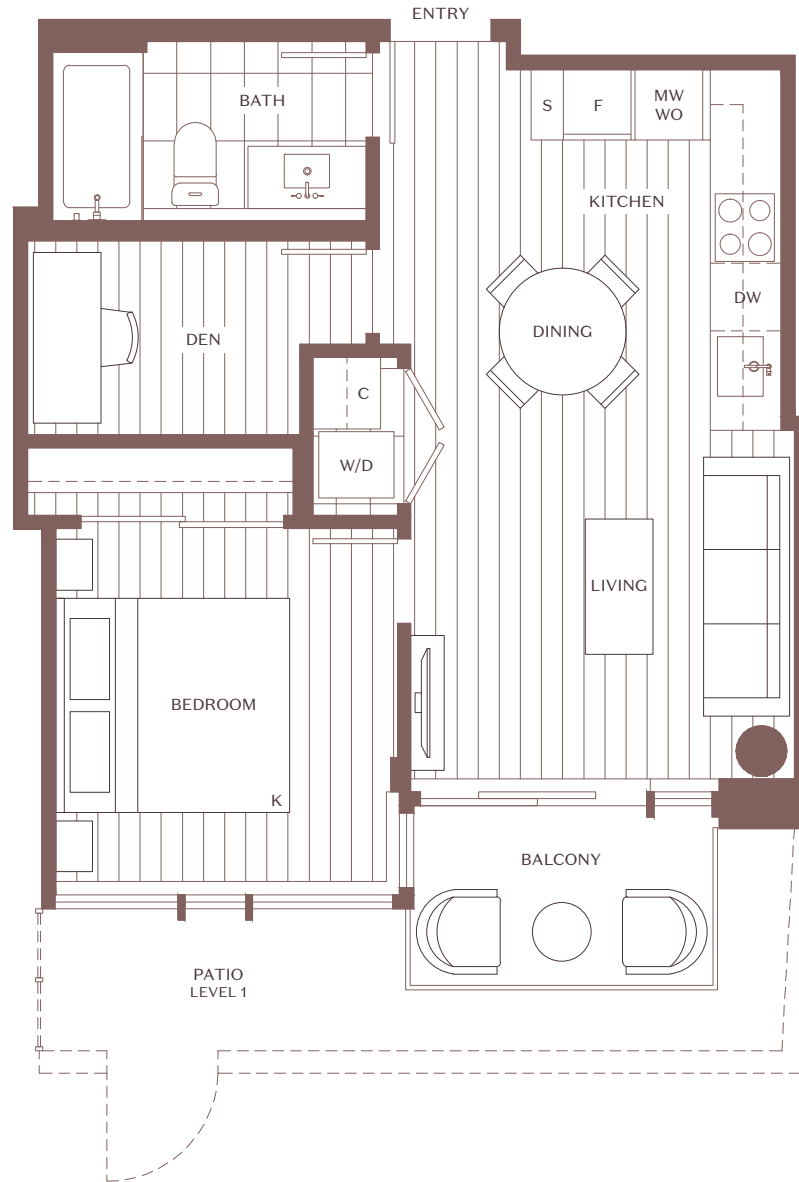 ENTRY
BATH
S
F
MW
WO
KITCHEN
DW
DINING
DEN
C
W/D
LIVING
BEDROOM
K
BALCONY
PATIO
LEVEL 1